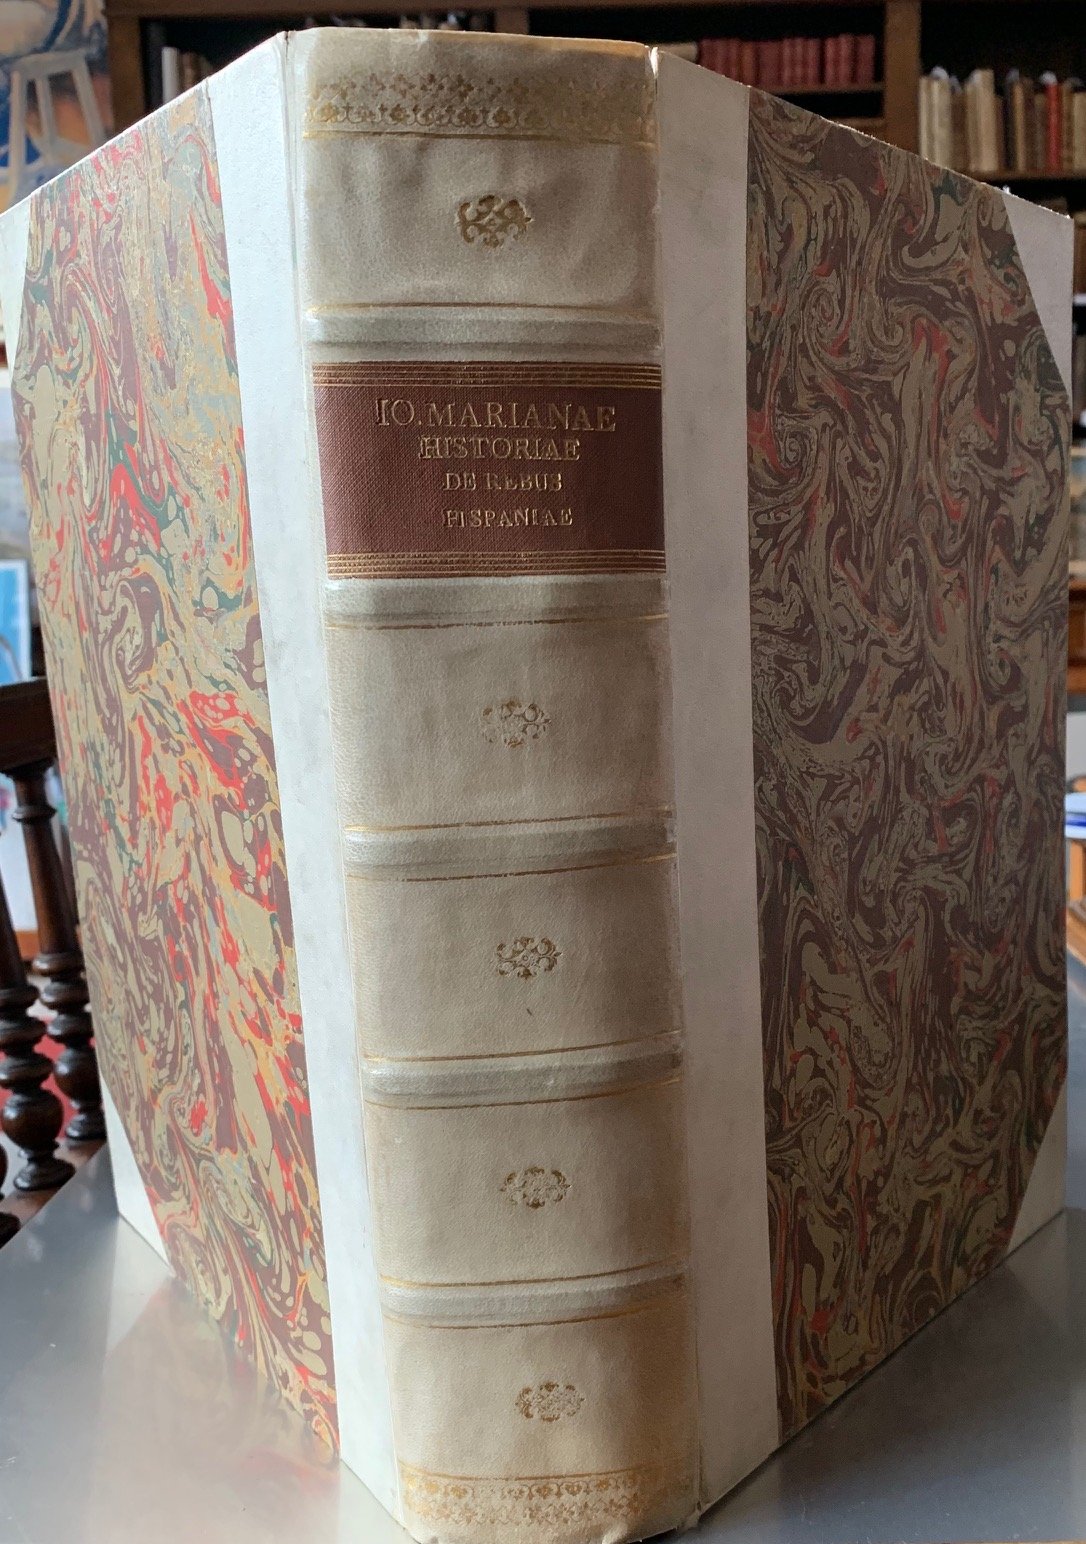 IO. MARIANAE
HISTORIAE
DE REBUS
HISPANIAE